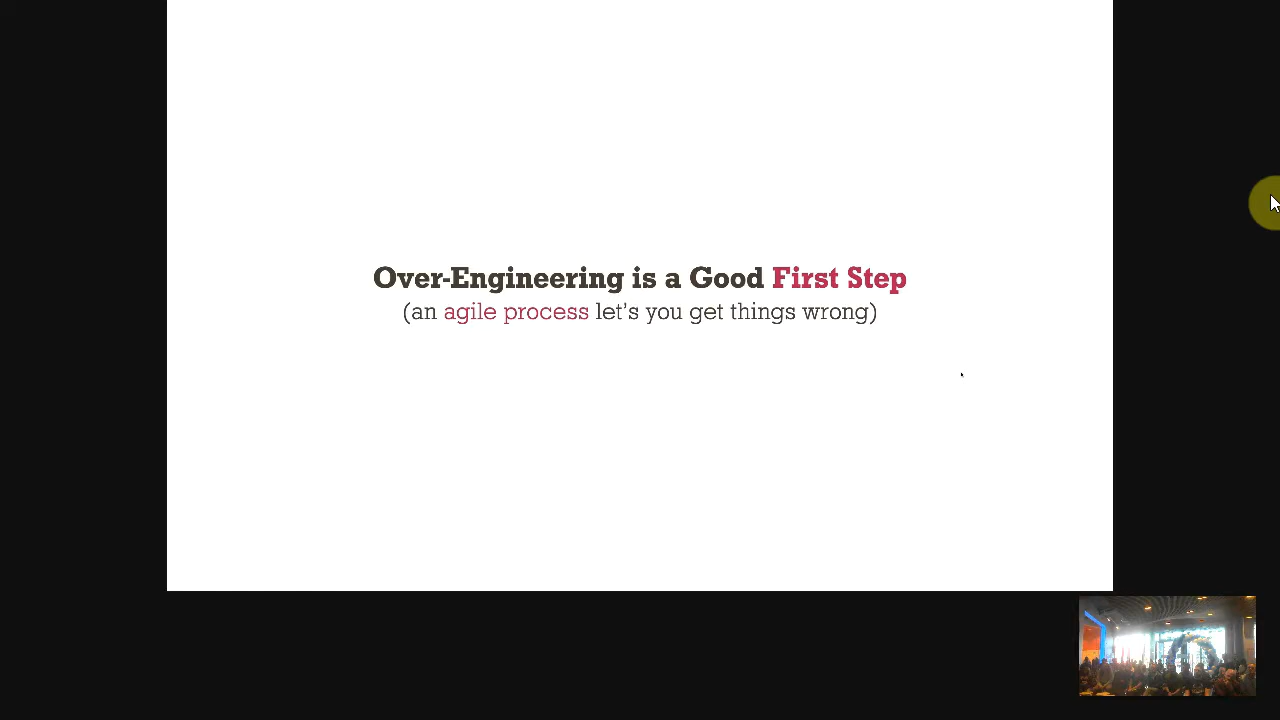 Over-Engineering is a Good First Step
(an agile process let’s you get things wrong)